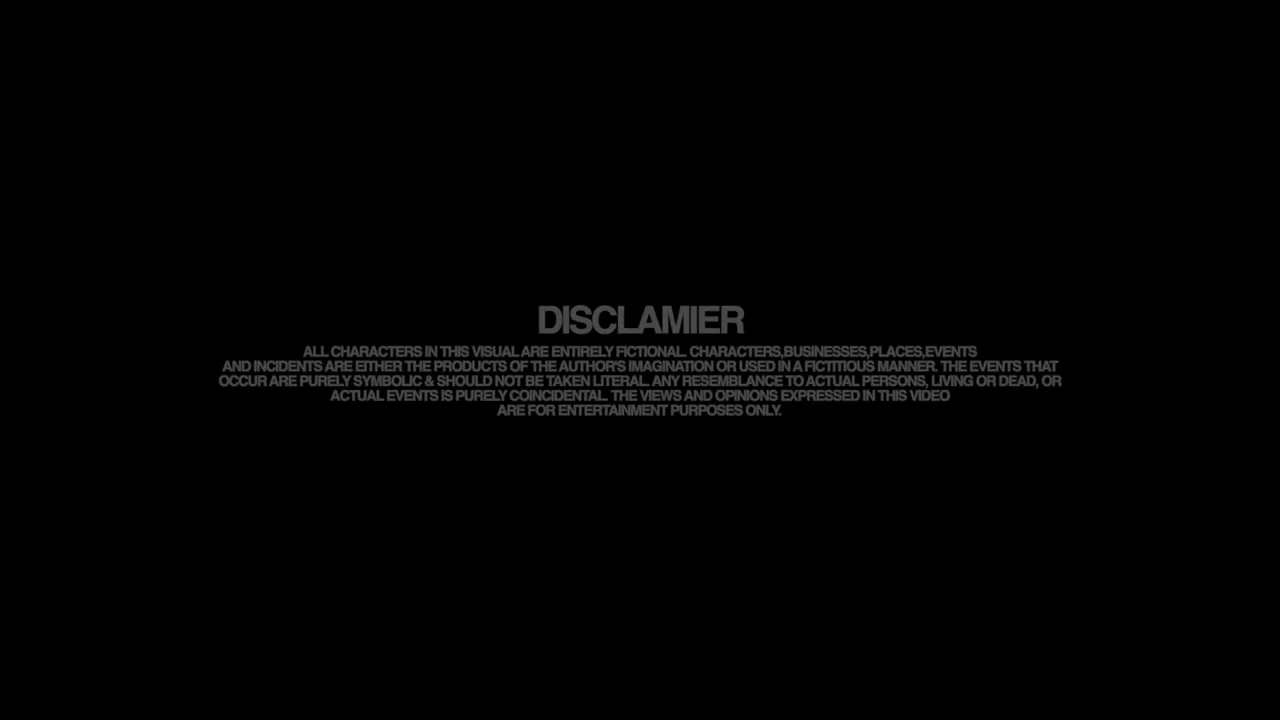 DISCLAMIER
ALL CHARACTERS IN THIS VISUAL ARE ENTIRELY FICTIONAL. CHARACTERS,BUSINESSES,PLACES,EVENTS
AND INCIDENTS ARE EITHER THE PRODUCTS OF THE AUTHOR'S IMAGINATION OR USED IN A FICTITIOUS MANNER. THE EVENTS THAT
OCCUR ARE PURELY SYMBOLIC & SHOULD NOT BE TAKEN LITERAL. ANY RESEMBLANCE TO ACTUAL PERSONS, LIVING OR DEAD, OR
ACTUAL EVENTS IS PURELY COINCIDENTAL. THE VIEWS AND OPINIONS EXPRESSED IN THIS VIDEO
ARE FOR ENTERTAINMENT PURPOSES ONLY.